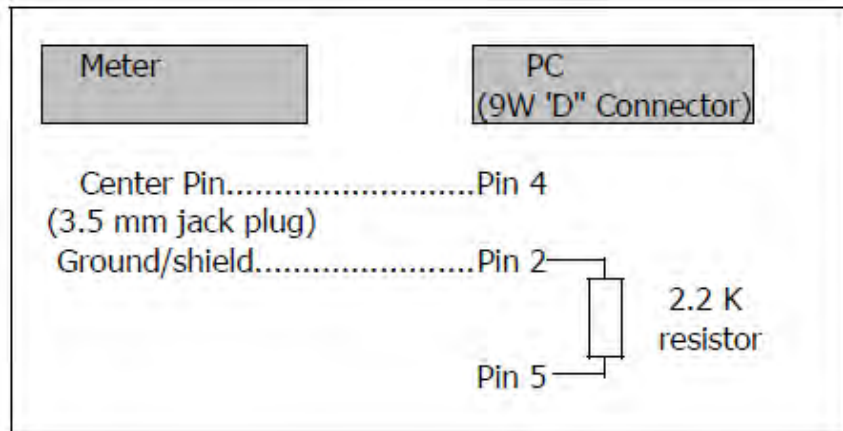 Meter
PC
(9W 'D" Connector)
Center Pin..........................Pin 4
(3.5 mm jack plug)
Ground/shield.......................Pin 2
2.2 K
resistor
Pin 5